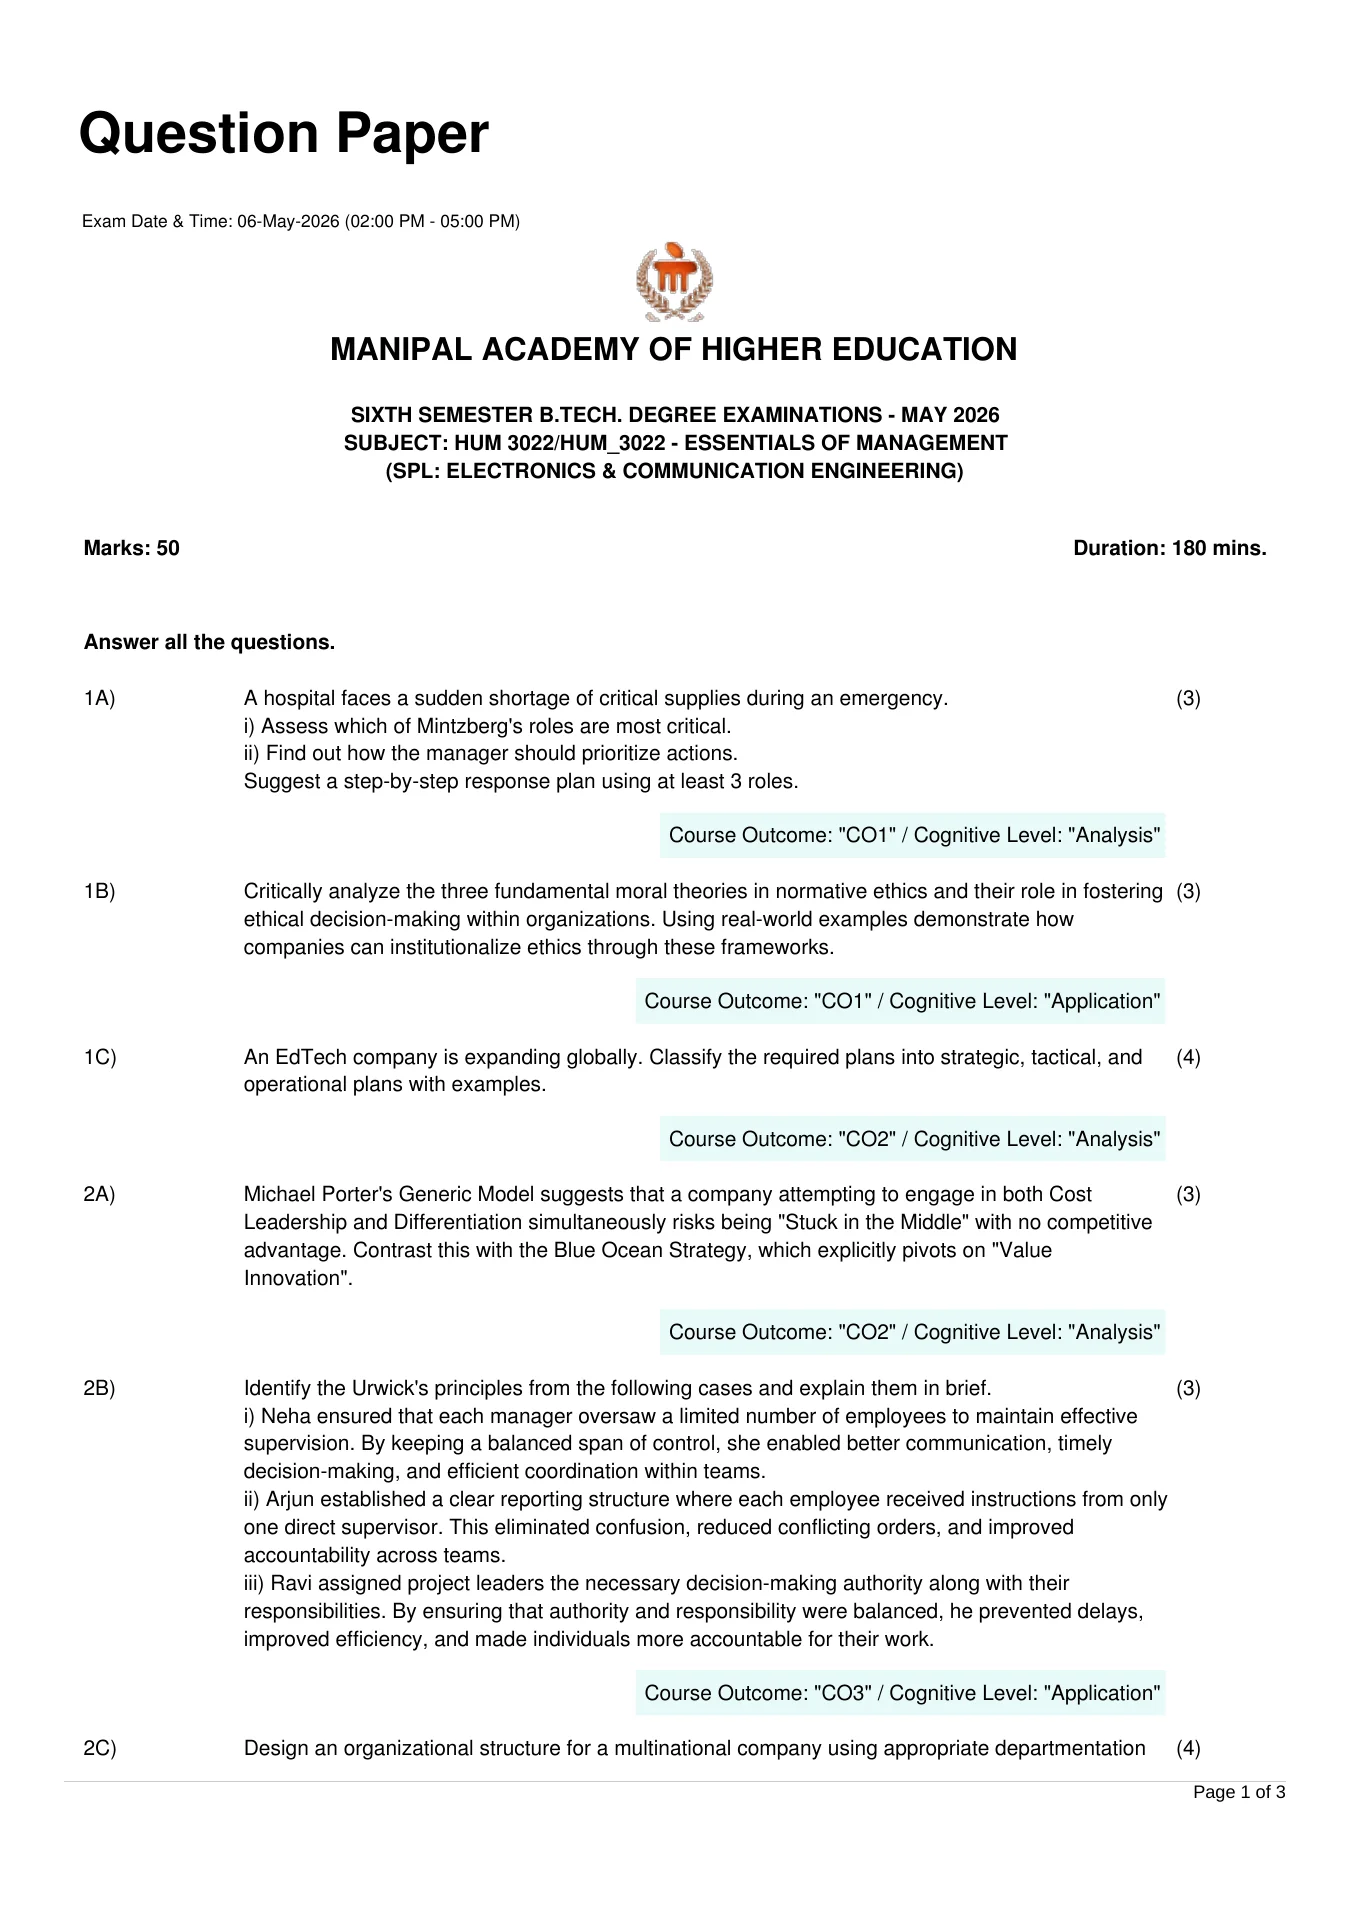 Question Paper
Exam Date & Time: 06-May-2026 (02:00 PM - 05:00 PM)
MANIPAL ACADEMY OF HIGHER EDUCATION
SIXTH SEMESTER B.TECH. DEGREE EXAMINATIONS - MAY 2026
SUBJECT: HUM 3022/HUM_3022 - ESSENTIALS OF MANAGEMENT
(SPL: ELECTRONICS & COMMUNICATION ENGINEERING)
Marks: 50 Duration: 180 mins.
Answer all the questions.
1A) A hospital faces a sudden shortage of critical supplies during an emergency. (3)
i) Assess which of Mintzberg's roles are most critical.
ii) Find out how the manager should prioritize actions.
Suggest a step-by-step response plan using at least 3 roles.
Course Outcome: "CO1" / Cognitive Level: "Analysis"
1B) Critically analyze the three fundamental moral theories in normative ethics and their role in fostering (3)
ethical decision-making within organizations. Using real-world examples demonstrate how
companies can institutionalize ethics through these frameworks.
Course Outcome: "CO1" / Cognitive Level: "Application"
1C) An EdTech company is expanding globally. Classify the required plans into strategic, tactical, and (4)
operational plans with examples.
Course Outcome: "CO2" / Cognitive Level: "Analysis"
2A) Michael Porter's Generic Model suggests that a company attempting to engage in both Cost (3)
Leadership and Differentiation simultaneously risks being "Stuck in the Middle" with no competitive
advantage. Contrast this with the Blue Ocean Strategy, which explicitly pivots on "Value
Innovation".
Course Outcome: "CO2" / Cognitive Level: "Analysis"
2B) Identify the Urwick's principles from the following cases and explain them in brief. (3)
i) Neha ensured that each manager oversaw a limited number of employees to maintain effective
supervision. By keeping a balanced span of control, she enabled better communication, timely
decision-making, and efficient coordination within teams.
ii) Arjun established a clear reporting structure where each employee received instructions from only
one direct supervisor. This eliminated confusion, reduced conflicting orders, and improved
accountability across teams.
iii) Ravi assigned project leaders the necessary decision-making authority along with their
responsibilities. By ensuring that authority and responsibility were balanced, he prevented delays,
improved efficiency, and made individuals more accountable for their work.
Course Outcome: "CO3" / Cognitive Level: "Application"
2C) Design an organizational structure for a multinational company using appropriate departmentation (4)
Page 1 of 3